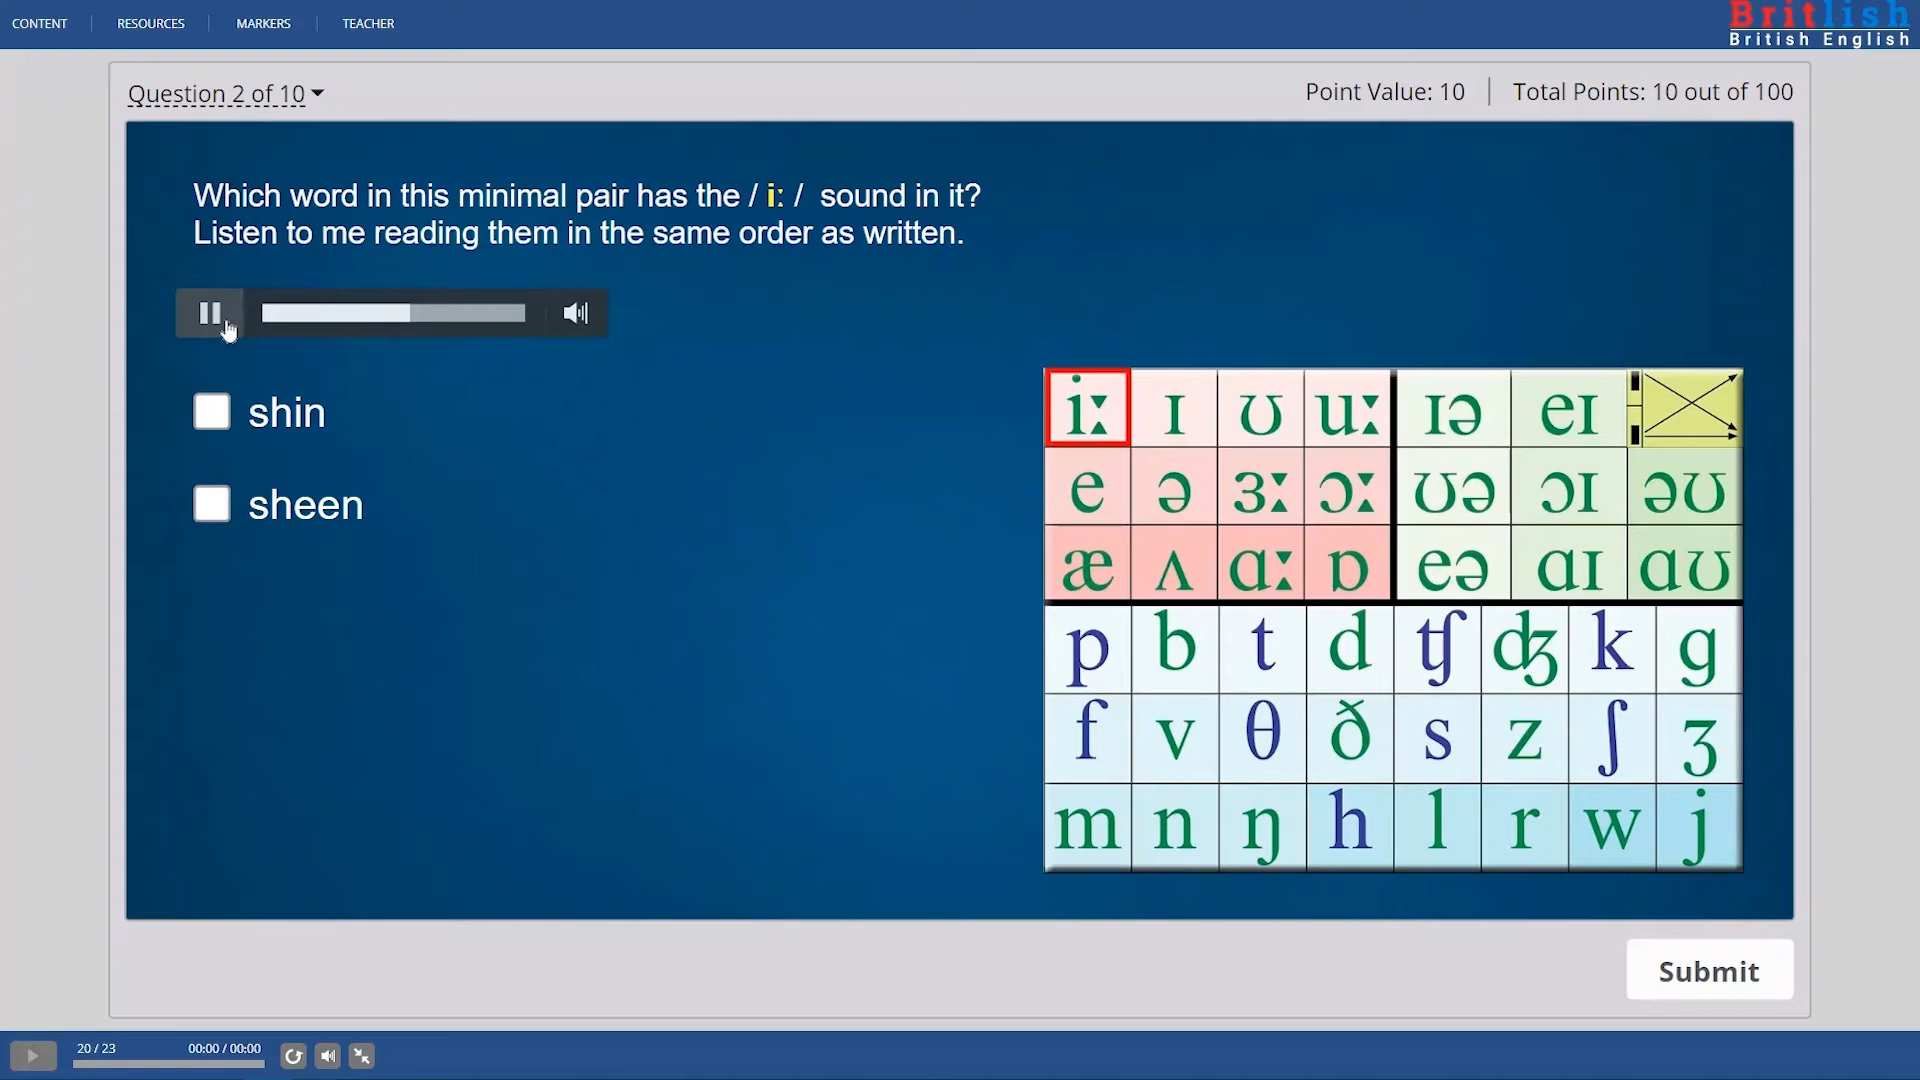 CONTENT RESOURCES MARKERS TEACHER
Britlish
British English
Question 2 of 10
Point Value: 10 Total Points: 10 out of 100
Which word in this minimal pair has the / iː / sound in it?
Listen to me reading them in the same order as written.
shin
sheen
iː ɪ ʊ uː ɪə eɪ
e ə ɜː ɔː ʊə ɔɪ əʊ
æ ʌ ɑː ɒ eə ɑɪ ɑʊ
p b t d ʧ ʤ k g
f v θ ð s z ʃ ʒ
m n ŋ h l r w j
Submit
20 / 23 00:00 / 00:00